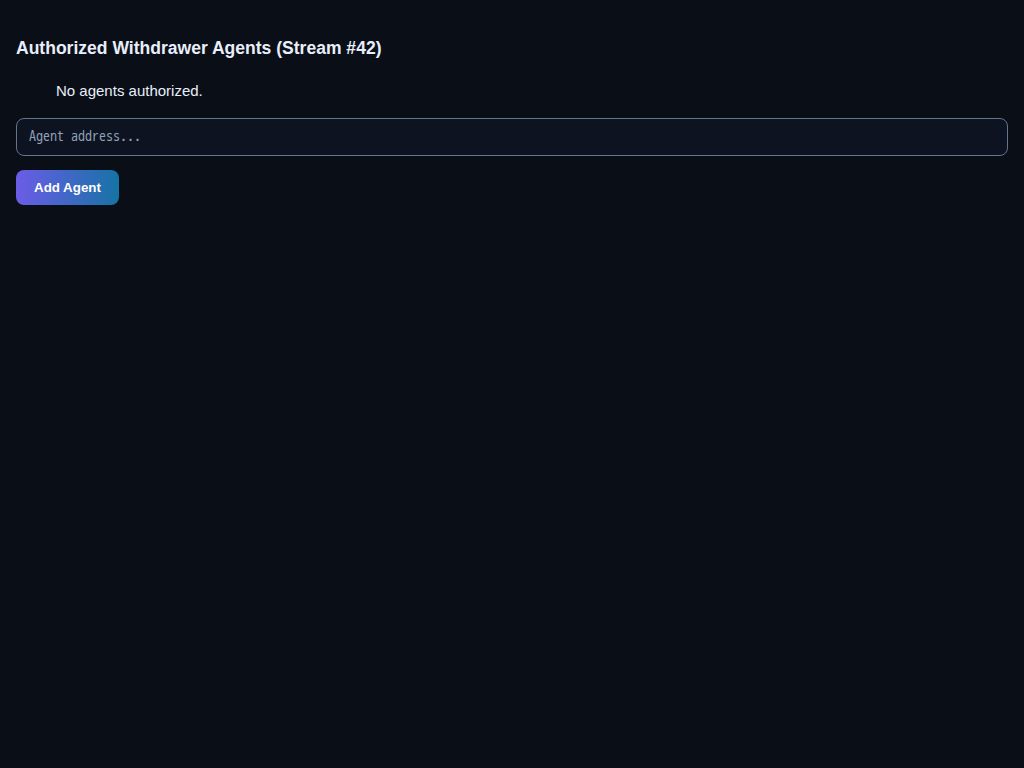 Authorized Withdrawer Agents (Stream #42)
No agents authorized.
Agent address...
Add Agent